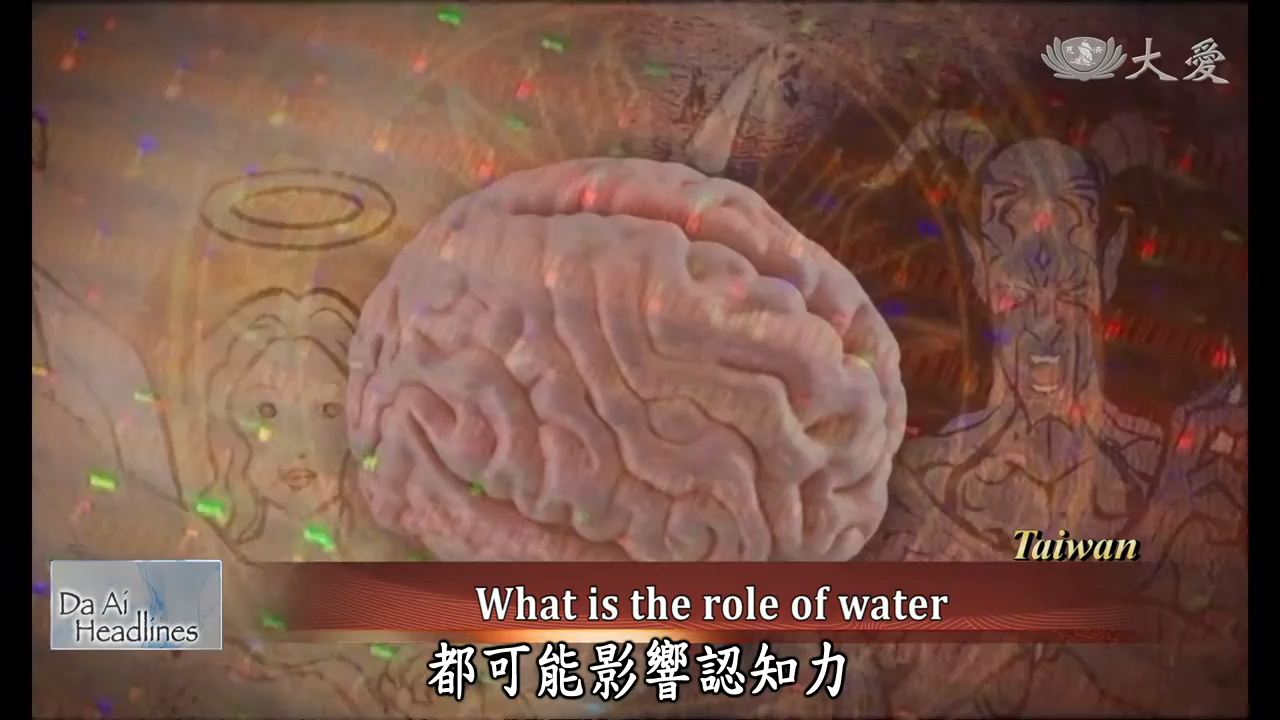 大愛
Taiwan
Da Ai
Headlines
What is the role of water
都可能影響認知力